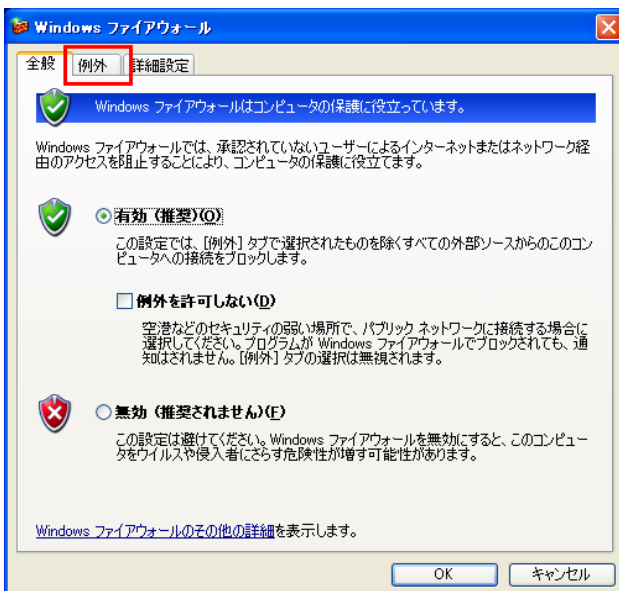 Windows ファイアウォール
全般 例外 詳細設定
Windows ファイアウォールはコンピュータの保護に役立っています。
Windows ファイアウォールでは、承認されていないユーザーによるインターネットまたはネットワーク経
由のアクセスを阻止することにより、コンピュータの保護に役立てます。
有効 (推奨)(O)
この設定では、[例外] タブで選択されたものを除くすべての外部ソースからのこのコン
ピュータへの接続をブロックします。
例外を許可しない(D)
空港などのセキュリティの弱い場所で、パブリック ネットワークに接続する場合に
選択してください。プログラムが Windows ファイアウォールでブロックされても、通
知はされません。[例外] タブの選択は無視されます。
無効 (推奨されません)(F)
この設定は避けてください。Windows ファイアウォールを無効にすると、このコンピュー
タをウイルスや侵入者にさらす危険性が増す可能性があります。
Windows ファイアウォールのその他の詳細を表示します。
OK キャンセル